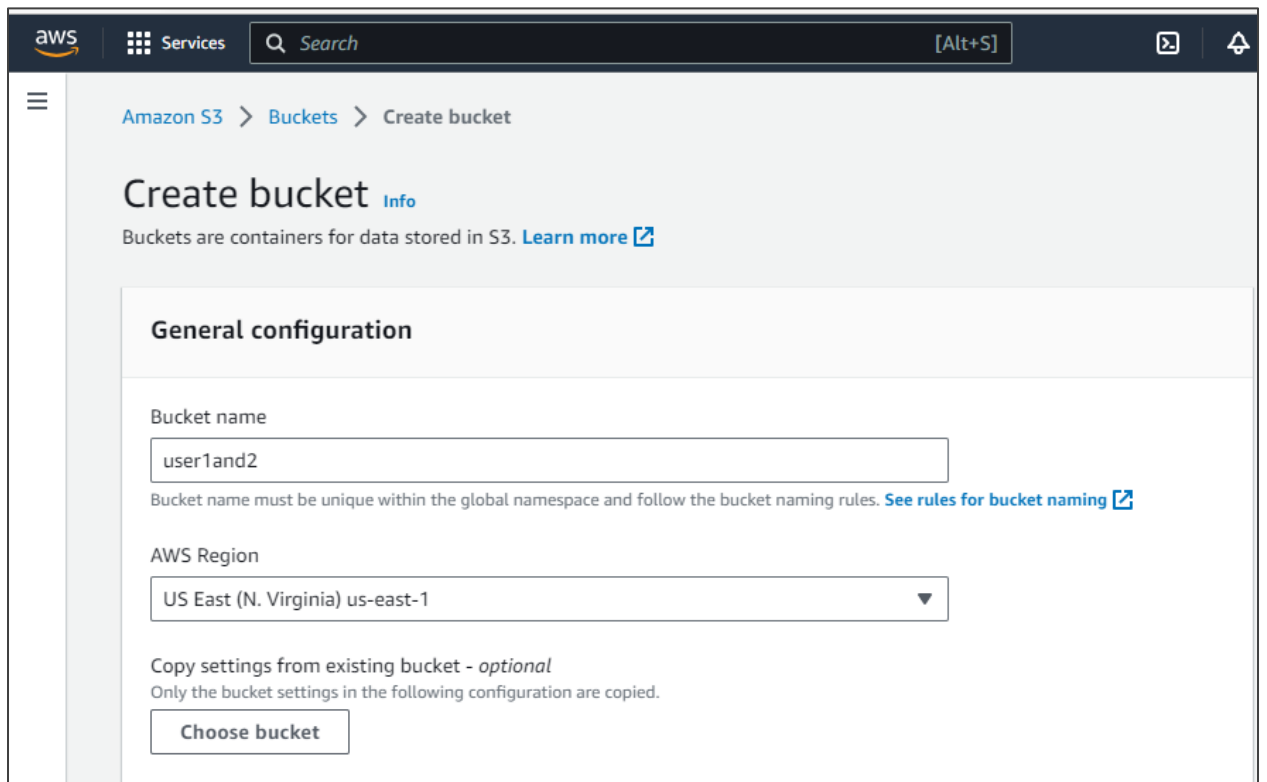 aws Services Search [Alt+S]
Amazon S3 > Buckets > Create bucket
Create bucket Info
Buckets are containers for data stored in S3. Learn more
General configuration
Bucket name
user1and2
Bucket name must be unique within the global namespace and follow the bucket naming rules. See rules for bucket naming
AWS Region
US East (N. Virginia) us-east-1
Copy settings from existing bucket - optional
Only the bucket settings in the following configuration are copied.
Choose bucket